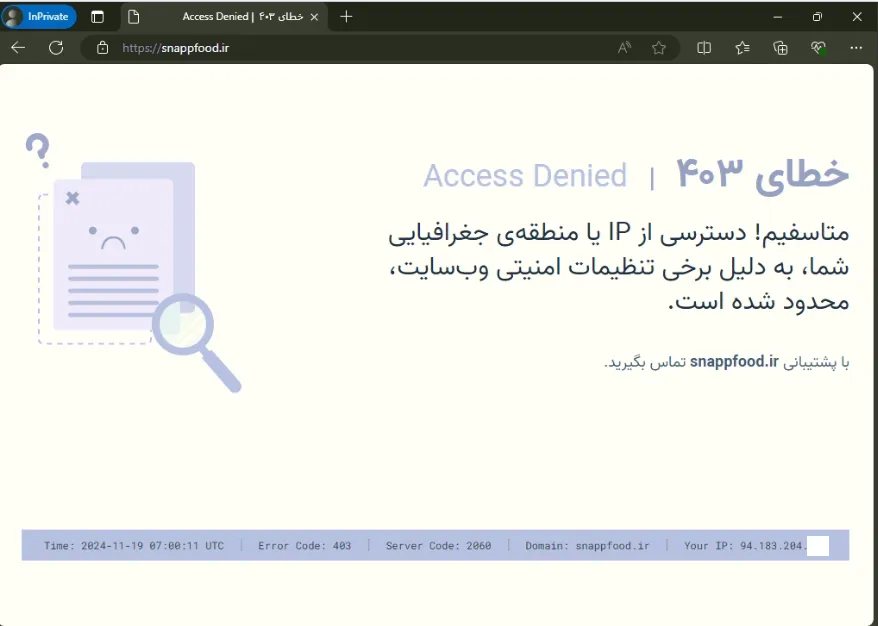 InPrivate
Access Denied | خطای ۴۰۳
https://snappfood.ir
خطای ۴۰۳ | Access Denied
متاسفیم! دسترسی از IP یا منطقه‌ی جغرافیایی
شما، به دلیل برخی تنظیمات امنیتی وب‌سایت،
محدود شده است.
با پشتیبانی snappfood.ir تماس بگیرید.
Time: 2024-11-19 07:00:11 UTC | Error Code: 403 | Server Code: 2060 | Domain: snappfood.ir | Your IP: 94.183.204.